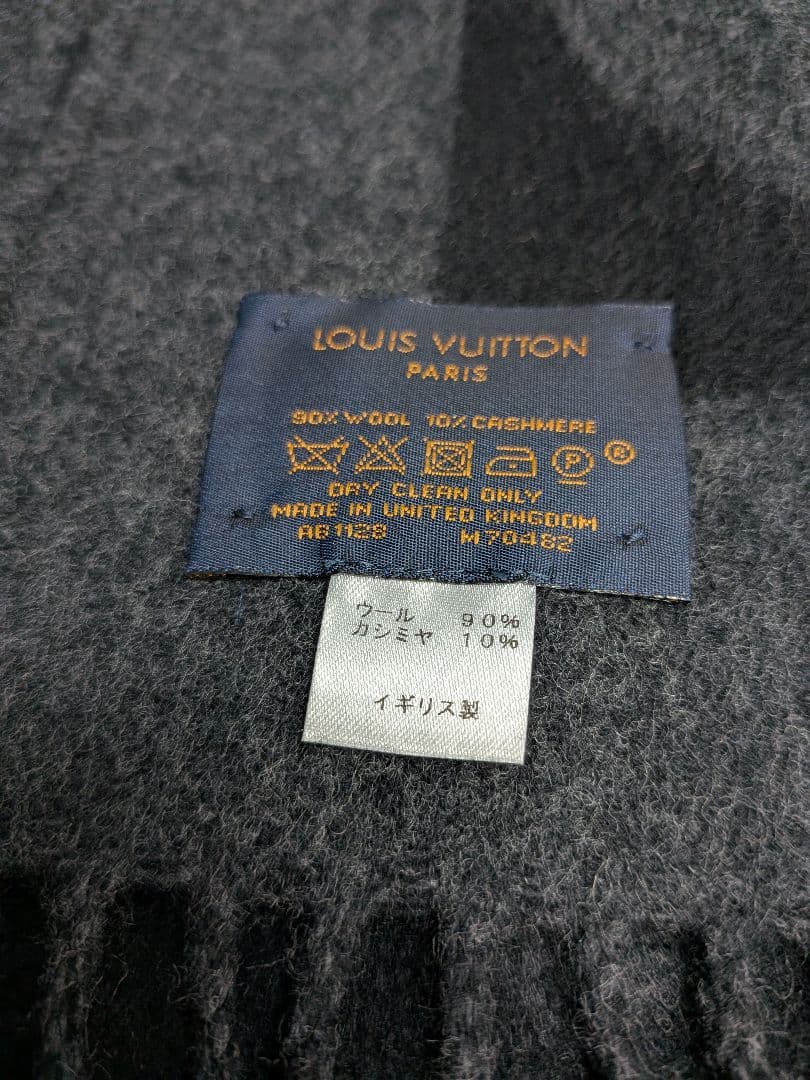 LOUIS VUITTON
PARIS
90% WOOL 10% CASHMERE
P ®
DRY CLEAN ONLY
MADE IN UNITED KINGDOM
AB1128 M70482
ウール 90%
カシミヤ 10%
イギリス製